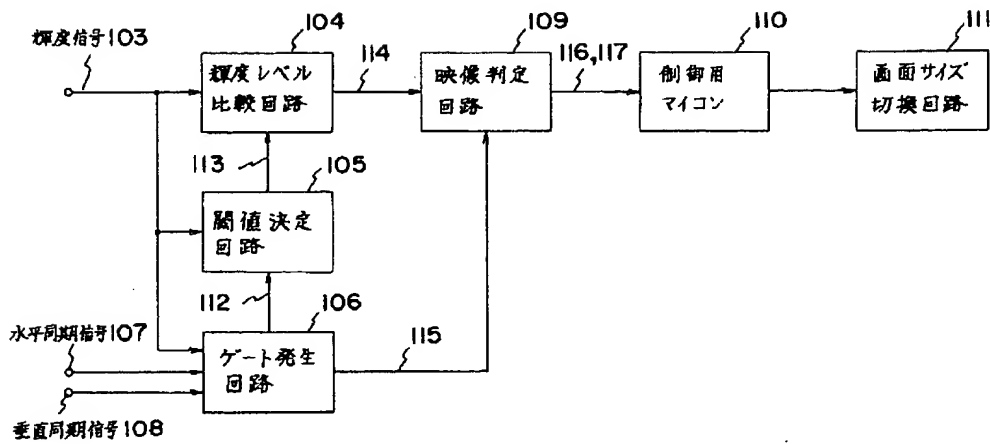 輝度信号103
104
輝度レベル
比較回路
114
109
映像判定
回路
116,117
110
制御用
マイコン
111
画面サイズ
切換回路
113
105
閾値決定
回路
112
106
ゲート発生
回路
115
水平同期信号107
垂直同期信号108